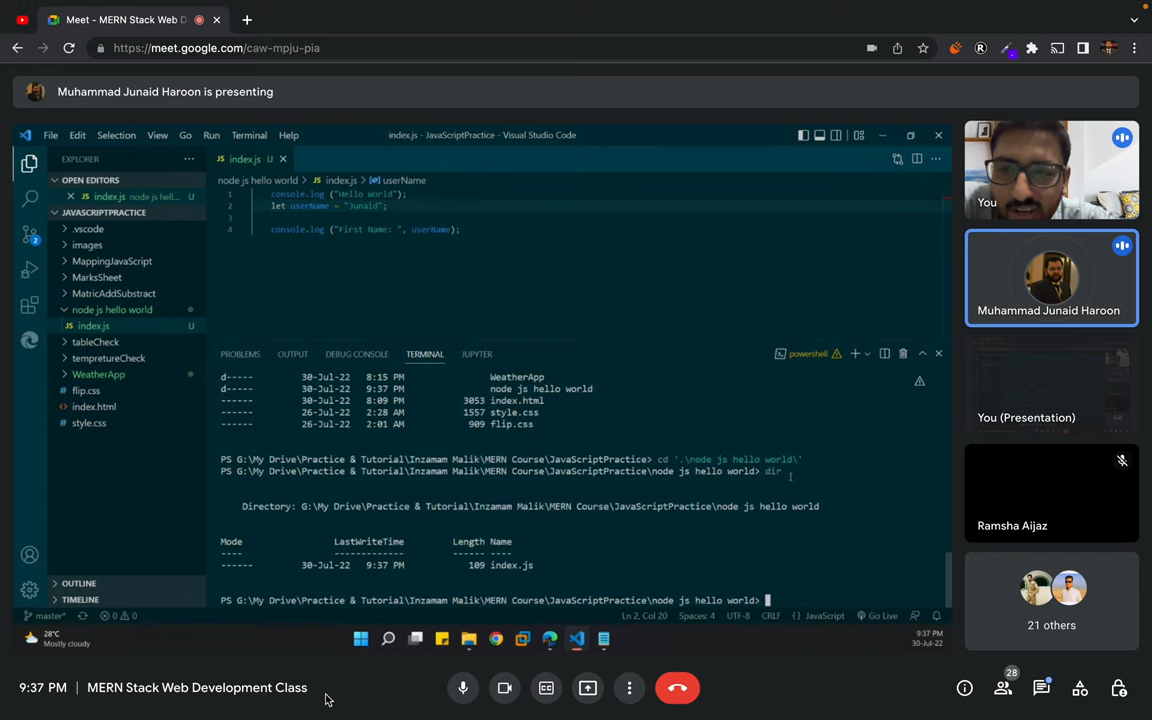 Meet - MERN Stack Web D
https://meet.google.com/caw-mpju-pia
Muhammad Junaid Haroon is presenting
File Edit Selection View Go Run Terminal Help
index.js - JavaScriptPractice - Visual Studio Code
EXPLORER
index.js U
OPEN EDITORS
node js hello world > index.js > userName
index.js node js hell... U
1 console.log ("Hello World");
2 let userName = "Junaid";
3
4 console.log ("First Name: ", userName);
JAVASCRIPTPRACTICE
.vscode
images
MappingJavaScript
MarksSheet
MatricAddSubstract
node js hello world
index.js U
tableCheck
tempretureCheck
WeatherApp
flip.css
index.html
style.css
OUTLINE
TIMELINE
PROBLEMS OUTPUT DEBUG CONSOLE TERMINAL JUPYTER
powershell
d----- 30-Jul-22 8:15 PM WeatherApp
d----- 30-Jul-22 9:37 PM node js hello world
------ 26-Jul-22 8:09 PM 3053 index.html
------ 26-Jul-22 2:28 AM 1557 style.css
------ 26-Jul-22 2:01 AM 909 flip.css
PS G:\My Drive\Practice & Tutorial\Inzamam Malik\MERN Course\JavaScriptPractice> cd '.\node js hello world\'
PS G:\My Drive\Practice & Tutorial\Inzamam Malik\MERN Course\JavaScriptPractice\node js hello world> dir
Directory: G:\My Drive\Practice & Tutorial\Inzamam Malik\MERN Course\JavaScriptPractice\node js hello world
Mode LastWriteTime Length Name
---- ------------- ------ ----
------ 30-Jul-22 9:37 PM 109 index.js
PS G:\My Drive\Practice & Tutorial\Inzamam Malik\MERN Course\JavaScriptPractice\node js hello world>
2
master*
0 0
Ln 2, Col 20 Spaces: 4 UTF-8 CRLF {} JavaScript Go Live
28°C
Mostly cloudy
9:37 PM
30-Jul-22
You
Muhammad Junaid Haroon
You (Presentation)
Ramsha Aijaz
21 others
9:37 PM | MERN Stack Web Development Class
28